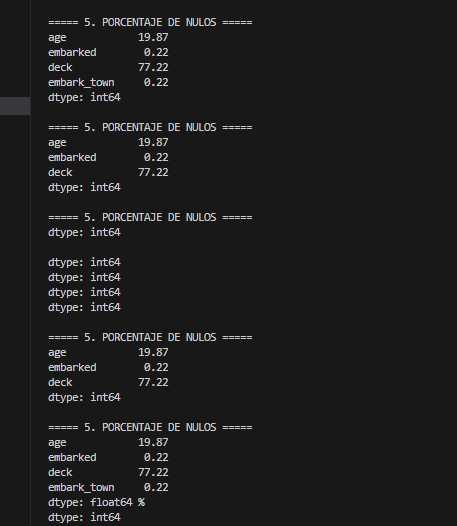 ===== 5. PORCENTAJE DE NULOS =====
age            19.87
embarked        0.22
deck           77.22
embark_town     0.22
dtype: int64
===== 5. PORCENTAJE DE NULOS =====
age            19.87
embarked        0.22
deck           77.22
dtype: int64
===== 5. PORCENTAJE DE NULOS =====
dtype: int64
dtype: int64
dtype: int64
dtype: int64
dtype: int64
===== 5. PORCENTAJE DE NULOS =====
age            19.87
embarked        0.22
deck           77.22
dtype: int64
===== 5. PORCENTAJE DE NULOS =====
age            19.87
embarked        0.22
deck           77.22
embark_town     0.22
dtype: float64 %
dtype: int64